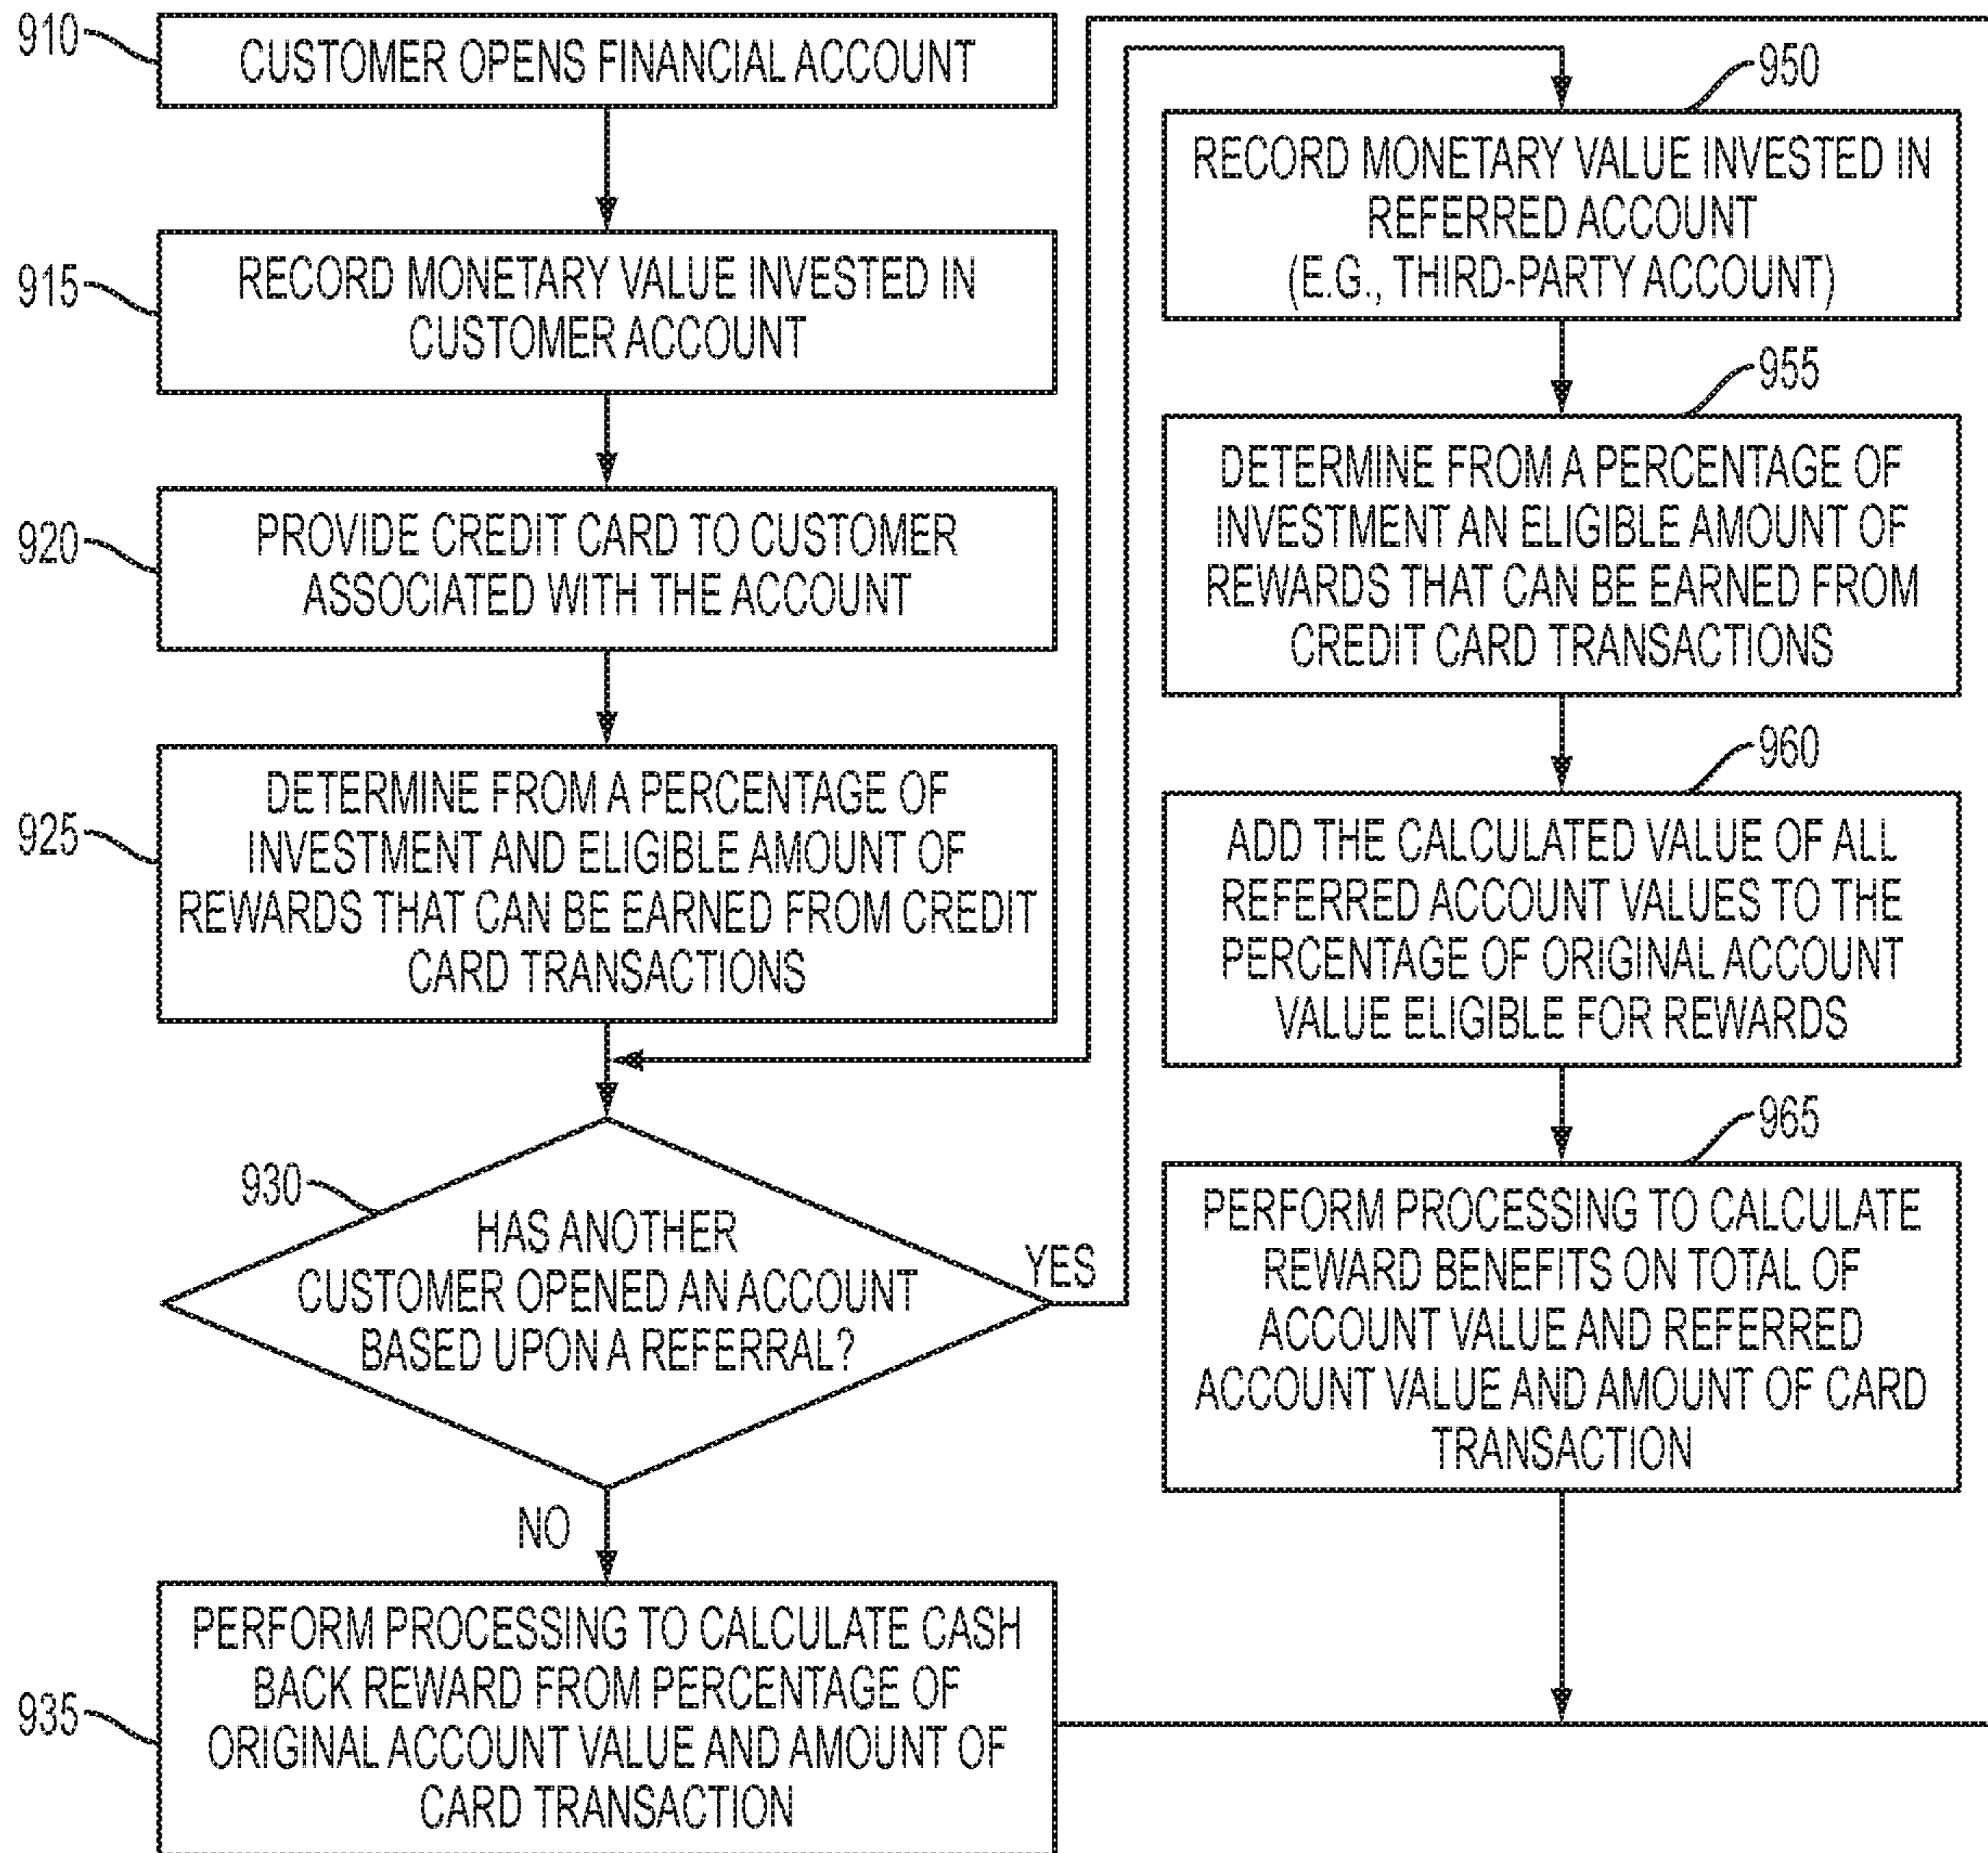 910
CUSTOMER OPENS FINANCIAL ACCOUNT
915
RECORD MONETARY VALUE INVESTED IN
CUSTOMER ACCOUNT
920
PROVIDE CREDIT CARD TO CUSTOMER
ASSOCIATED WITH THE ACCOUNT
925
DETERMINE FROM A PERCENTAGE OF
INVESTMENT AND ELIGIBLE AMOUNT OF
REWARDS THAT CAN BE EARNED FROM CREDIT
CARD TRANSACTIONS
930
HAS ANOTHER
CUSTOMER OPENED AN ACCOUNT
BASED UPON A REFERRAL?
YES
NO
935
PERFORM PROCESSING TO CALCULATE CASH
BACK REWARD FROM PERCENTAGE OF
ORIGINAL ACCOUNT VALUE AND AMOUNT OF
CARD TRANSACTION
950
RECORD MONETARY VALUE INVESTED IN
REFERRED ACCOUNT
(E.G., THIRD-PARTY ACCOUNT)
955
DETERMINE FROM A PERCENTAGE OF
INVESTMENT AN ELIGIBLE AMOUNT OF
REWARDS THAT CAN BE EARNED FROM
CREDIT CARD TRANSACTIONS
960
ADD THE CALCULATED VALUE OF ALL
REFERRED ACCOUNT VALUES TO THE
PERCENTAGE OF ORIGINAL ACCOUNT
VALUE ELIGIBLE FOR REWARDS
965
PERFORM PROCESSING TO CALCULATE
REWARD BENEFITS ON TOTAL OF
ACCOUNT VALUE AND REFERRED
ACCOUNT VALUE AND AMOUNT OF CARD
TRANSACTION